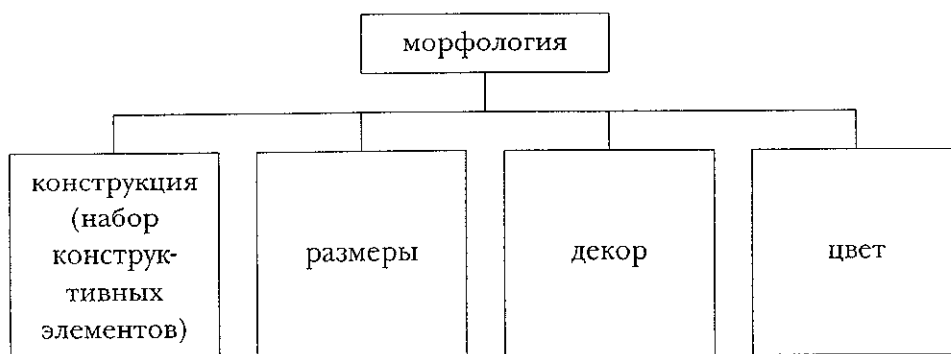 морфология
конструкция
(набор
конструк-
тивных
элементов)
размеры
декор
цвет